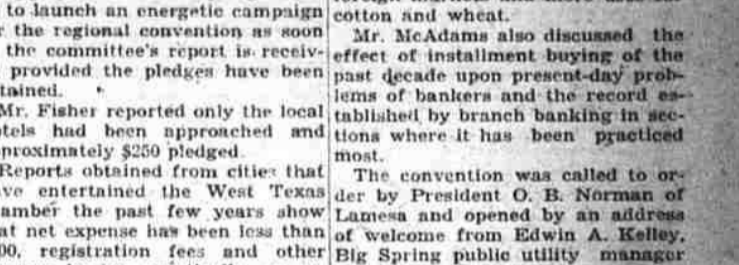 to launch an energetic campaign
the regional convention as soon
the committee's report is receiv-
provided the pledges have been
tained.
Mr. Fisher reported only the local
tels had been approached and
proximately $250 pledged.
Reports obtained from cities that
ve entertained the West Texas
amber the past few years show
at net expense has been less than
00, registration fees and other
cotton and wheat.
Mr. McAdams also discussed the
effect of installment buying of the
past decade upon present-day prob-
lems of bankers and the record es-
tablished by branch banking in sec-
tions where it has been practiced
most.
The convention was called to or-
der by President O. B. Norman of
Lamesa and opened by an address
of welcome from Edwin A. Kelley,
Big Spring public utility manager